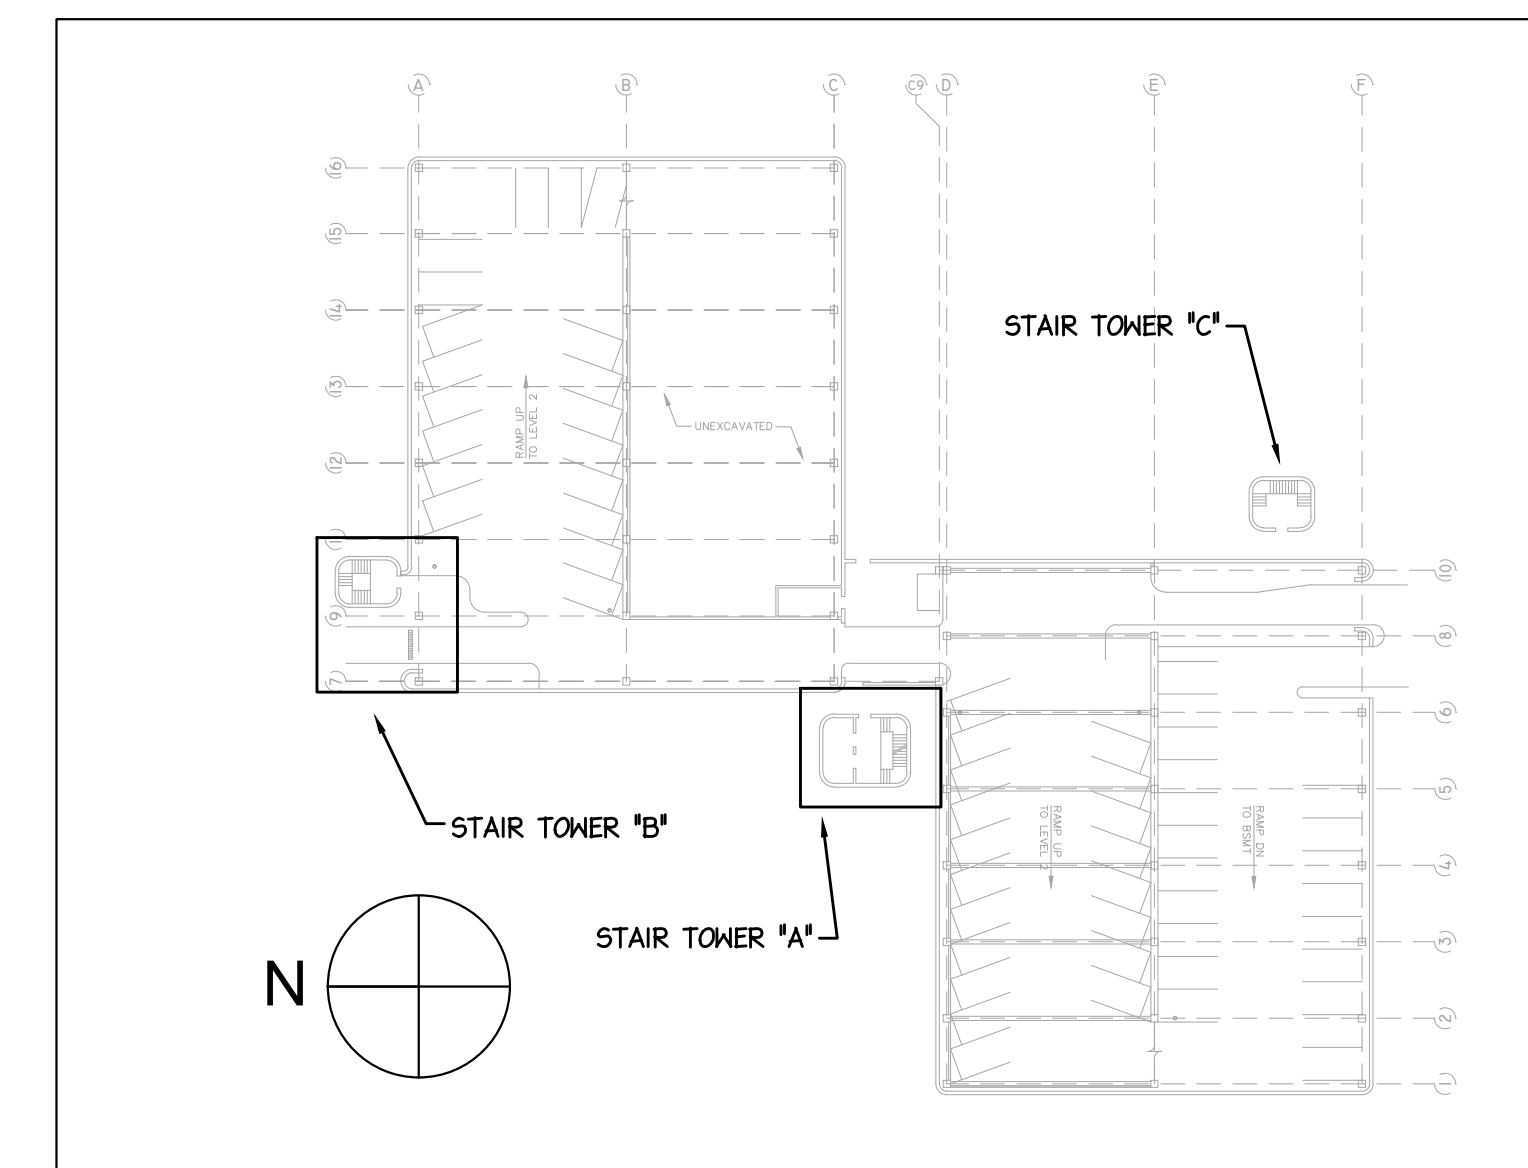 A
B
C
C9
D
E
F
16
15
14
13
12
11
9
7
10
8
6
5
4
3
2
1
STAIR TOWER "C"
RAMP UP
TO LEVEL 2
UNEXCAVATED
STAIR TOWER "B"
RAMP UP
TO LEVEL 2
RAMP DN
TO BSMT
STAIR TOWER "A"
N